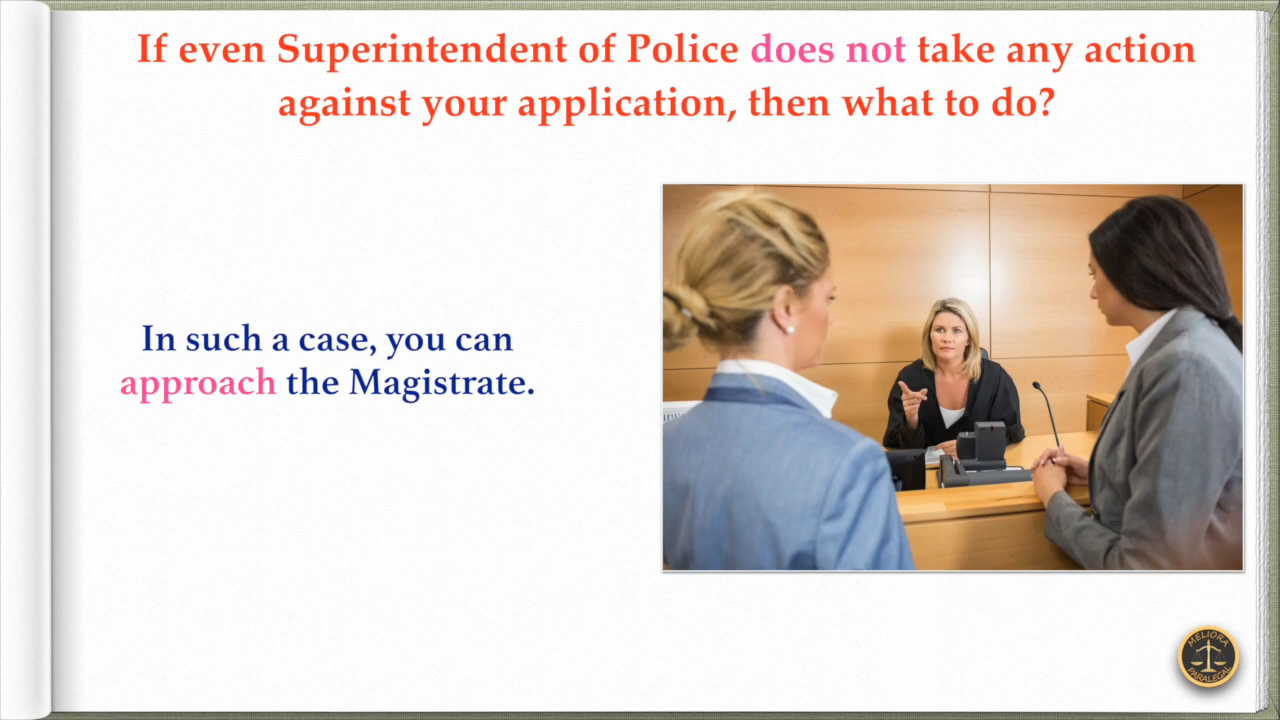 If even Superintendent of Police does not take any action
against your application, then what to do?
In such a case, you can
approach the Magistrate.
MELIORA
PARALEGAL